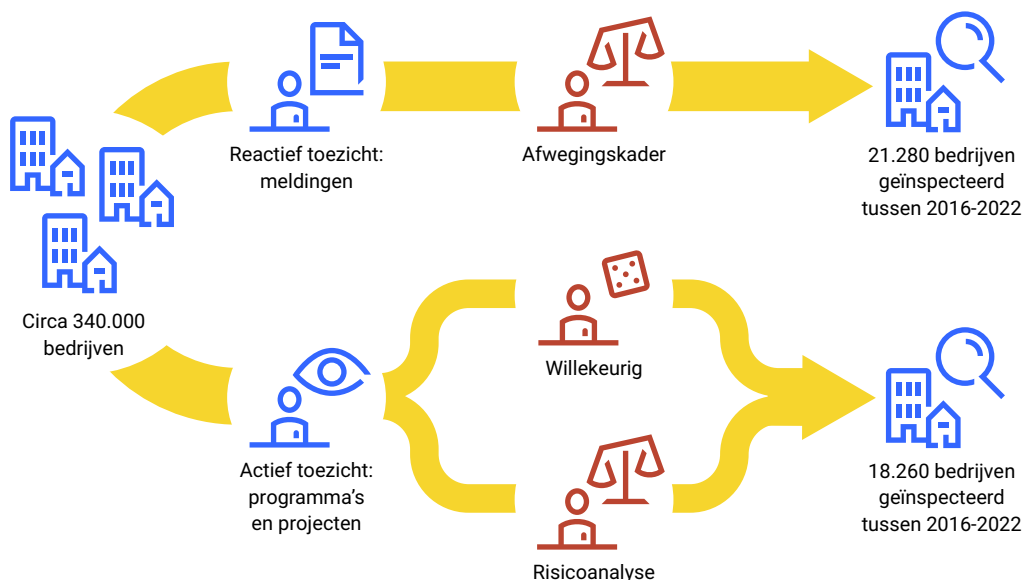 Reactief toezicht:
meldingen
Afwegingskader
21.280 bedrijven
geïnspecteerd
tussen 2016-2022
Circa 340.000
bedrijven
Willekeurig
Actief toezicht:
programma's
en projecten
18.260 bedrijven
geïnspecteerd
tussen 2016-2022
Risicoanalyse